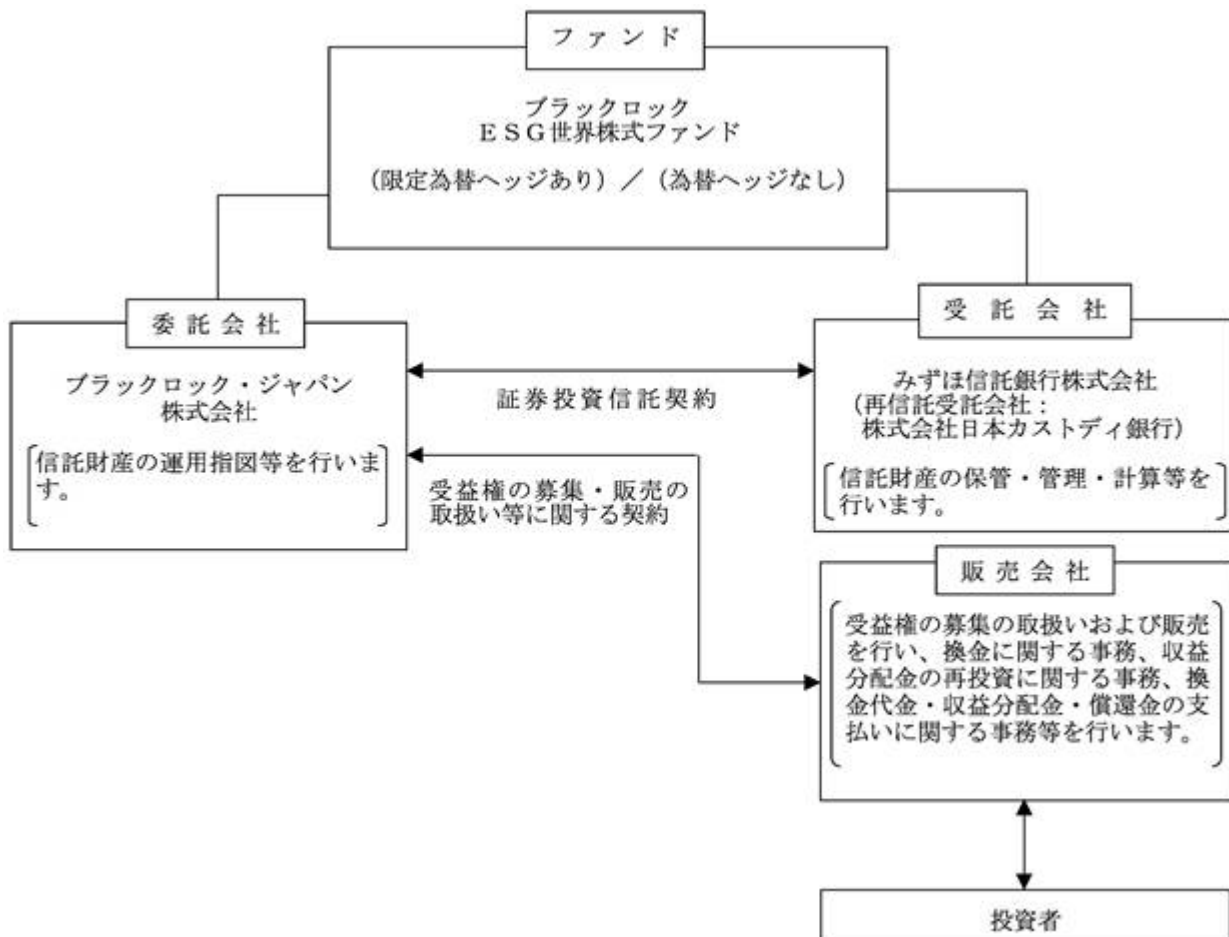 ファンド
ブラックロック
ＥＳＧ世界株式ファンド
（限定為替ヘッジあり）／（為替ヘッジなし）
委託会社
ブラックロック・ジャパン
株式会社
信託財産の運用指図等を行いま
す。
証券投資信託契約
受益権の募集・販売の
取扱い等に関する契約
受託会社
みずほ信託銀行株式会社
（再信託受託会社：
株式会社日本カストディ銀行）
信託財産の保管・管理・計算等を
行います。
販売会社
受益権の募集の取扱いおよび販売
を行い、換金に関する事務、収益
分配金の再投資に関する事務、換
金代金・収益分配金・償還金の支
払いに関する事務等を行います。
投資者